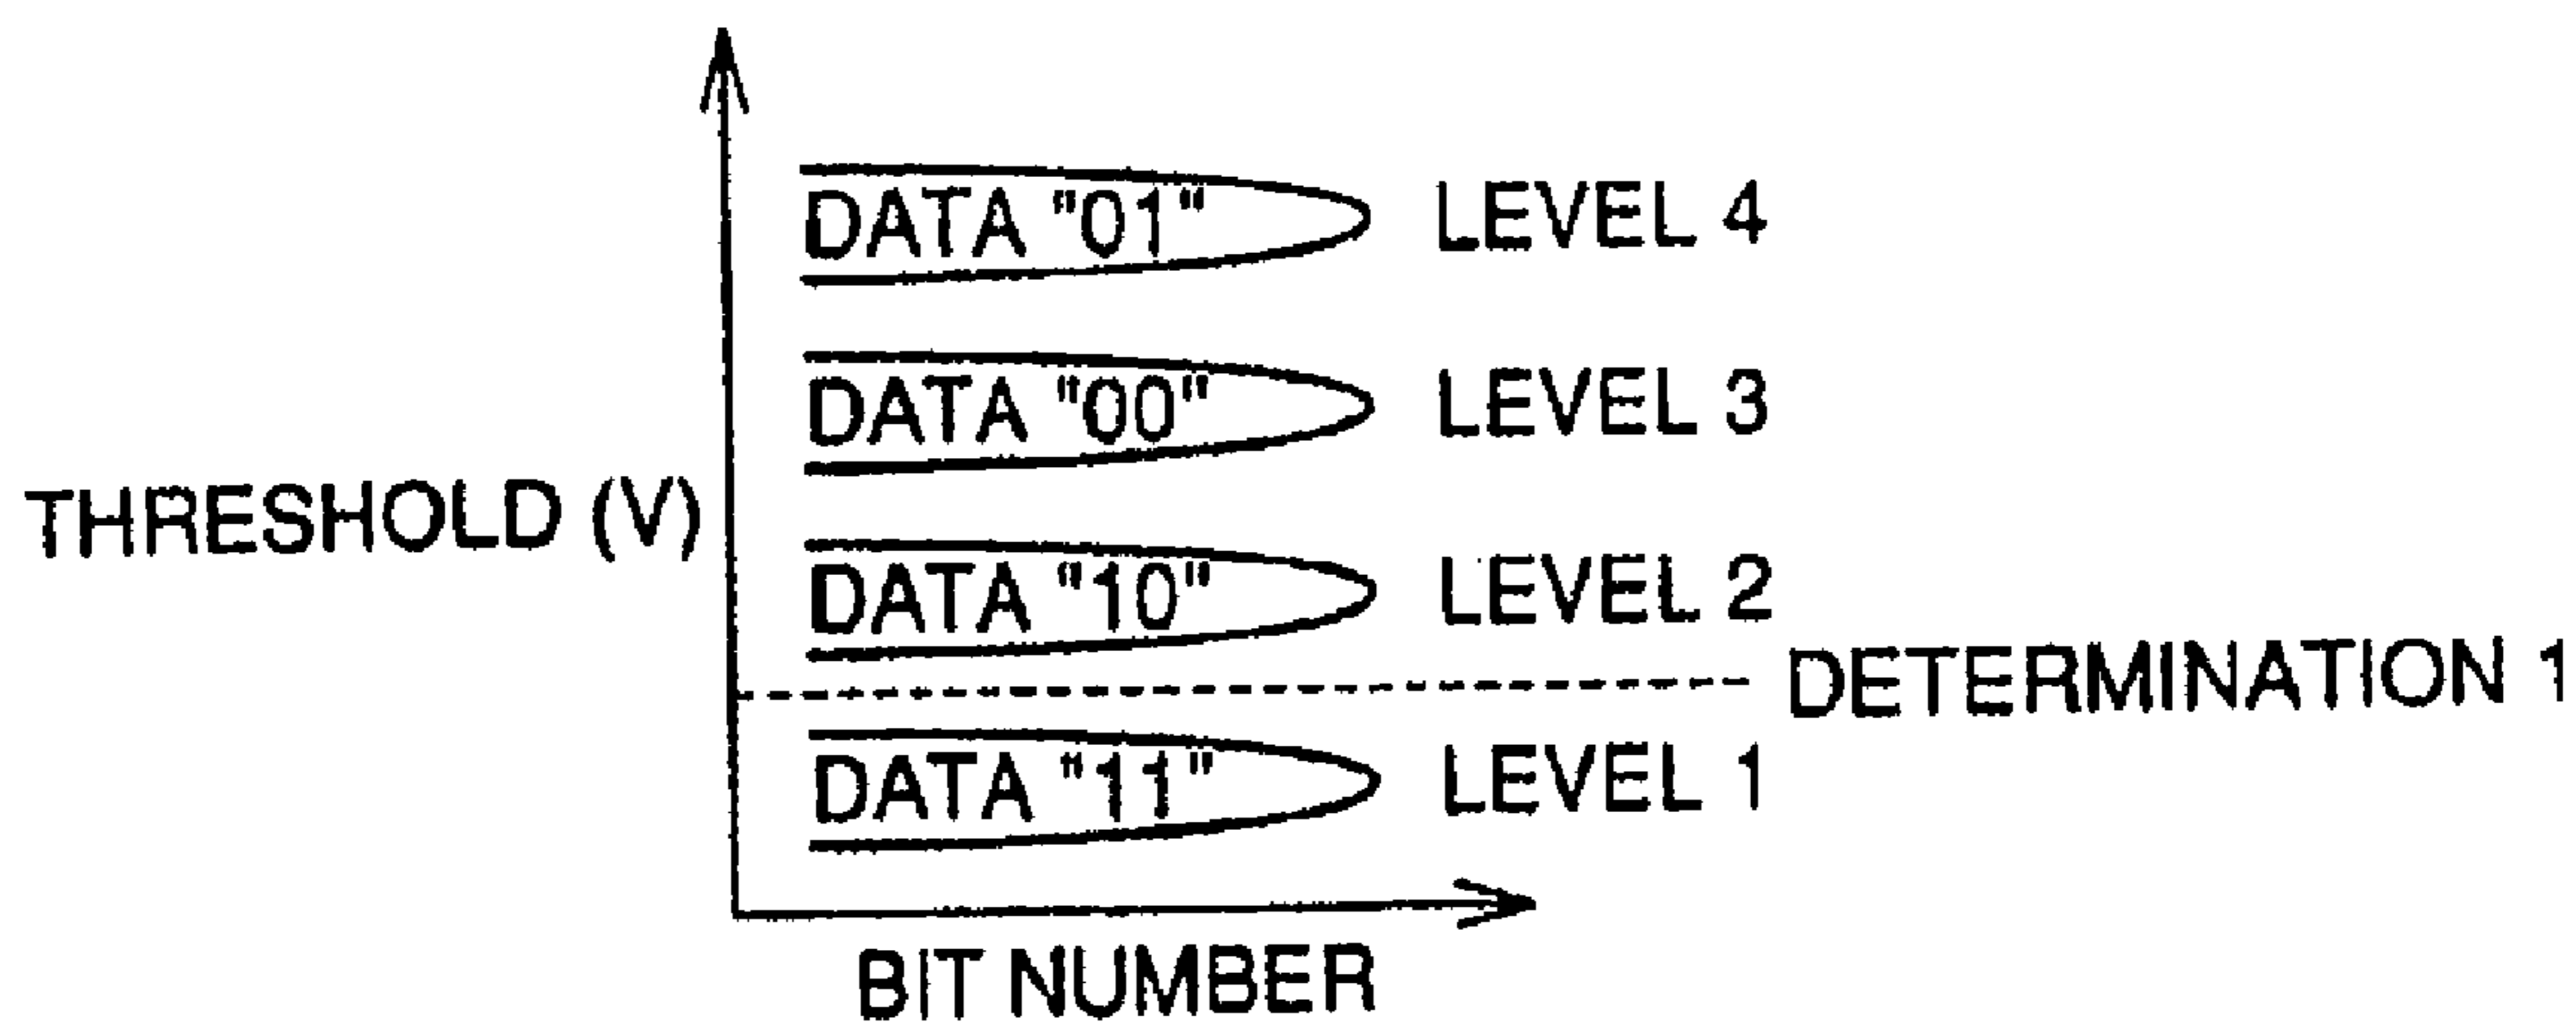 DATA "01" LEVEL 4
DATA "00" LEVEL 3
THRESHOLD (V)
DATA "10" LEVEL 2
DETERMINATION 1
DATA "11" LEVEL 1
BIT NUMBER